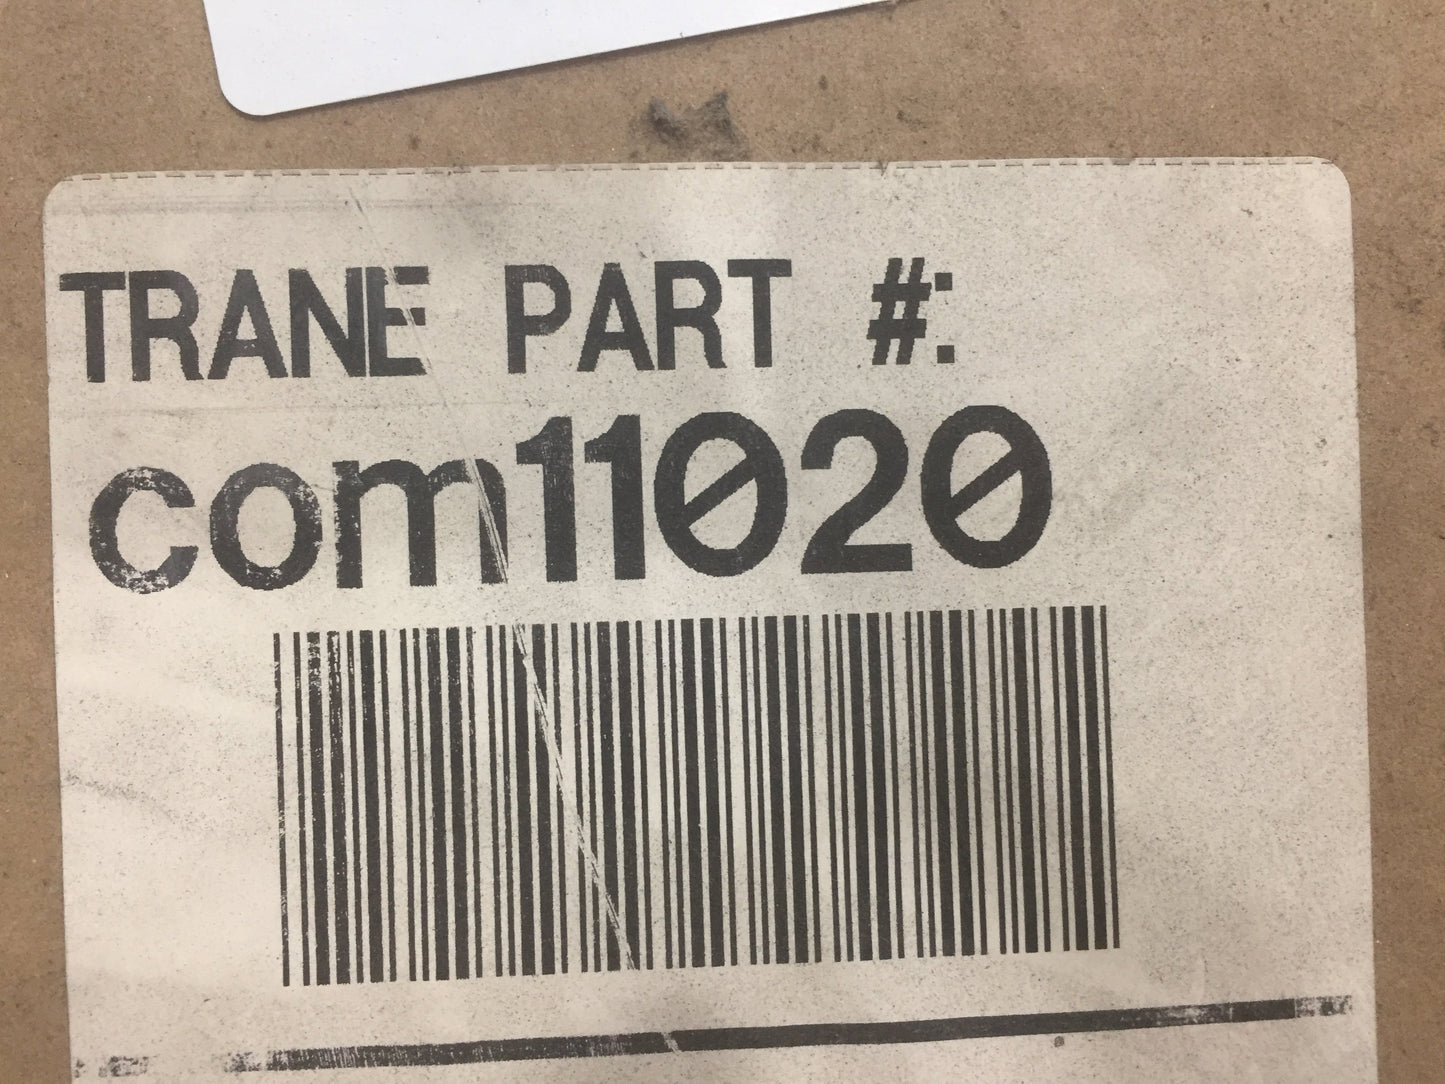 TRANE PART #:
com11020